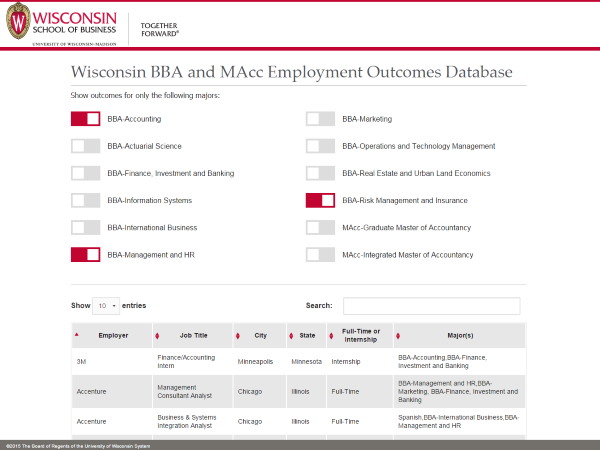 WISCONSIN
SCHOOL OF BUSINESS
UNIVERSITY OF WISCONSIN-MADISON
TOGETHER
FORWARD®
Wisconsin BBA and MAcc Employment Outcomes Database
Show outcomes for only the following majors:
BBA-Accounting
BBA-Marketing
BBA-Actuarial Science
BBA-Operations and Technology Management
BBA-Finance, Investment and Banking
BBA-Real Estate and Urban Land Economics
BBA-Information Systems
BBA-Risk Management and Insurance
BBA-International Business
MAcc-Graduate Master of Accountancy
BBA-Management and HR
MAcc-Integrated Master of Accountancy
Show 10 entries
Search:
Employer Job Title City State Full-Time or Internship Major(s)
3M Finance/Accounting Intern Minneapolis Minnesota Internship BBA-Accounting,BBA-Finance, Investment and Banking
Accenture Management Consultant Analyst Chicago Illinois Full-Time BBA-Management and HR,BBA-Marketing, BBA-Finance, Investment and Banking
Accenture Business & Systems Integration Analyst Chicago Illinois Full-Time Spanish,BBA-International Business,BBA-Management and HR
©2015 The Board of Regents of the University of Wisconsin System